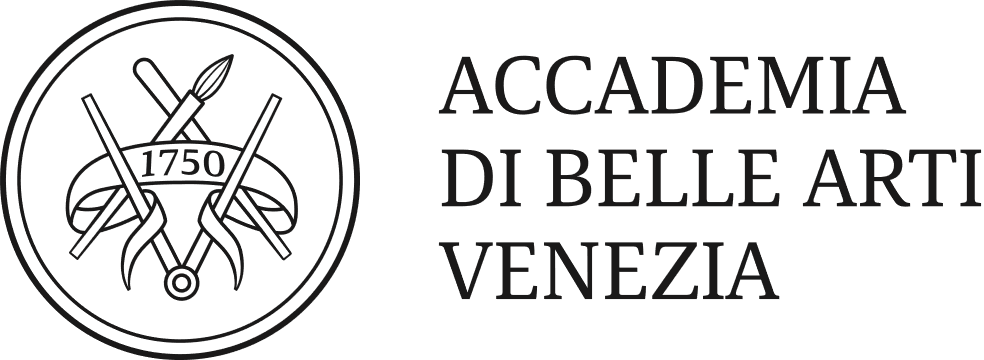 1750
ACCADEMIA
DI BELLE ARTI
VENEZIA